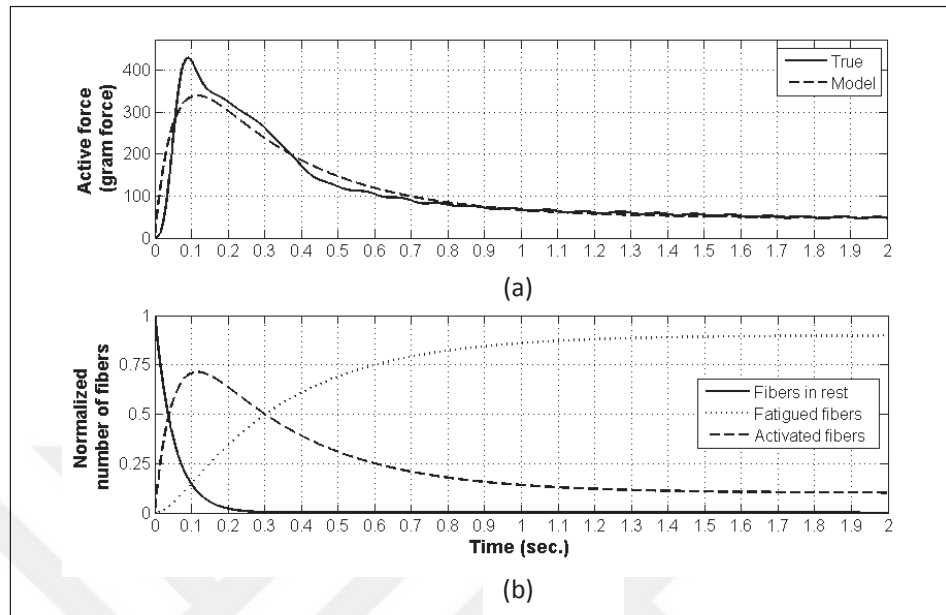 400
300
200
100
0
Active force
(gram force)
True
Model
0 0.1 0.2 0.3 0.4 0.5 0.6 0.7 0.8 0.9 1 1.1 1.2 1.3 1.4 1.5 1.6 1.7 1.8 1.9 2
(a)
1
0.75
0.5
0.25
0
Normalized
number of fibers
Fibers in rest
Fatigued fibers
Activated fibers
0 0.1 0.2 0.3 0.4 0.5 0.6 0.7 0.8 0.9 1 1.1 1.2 1.3 1.4 1.5 1.6 1.7 1.8 1.9 2
Time (sec.)
(b)